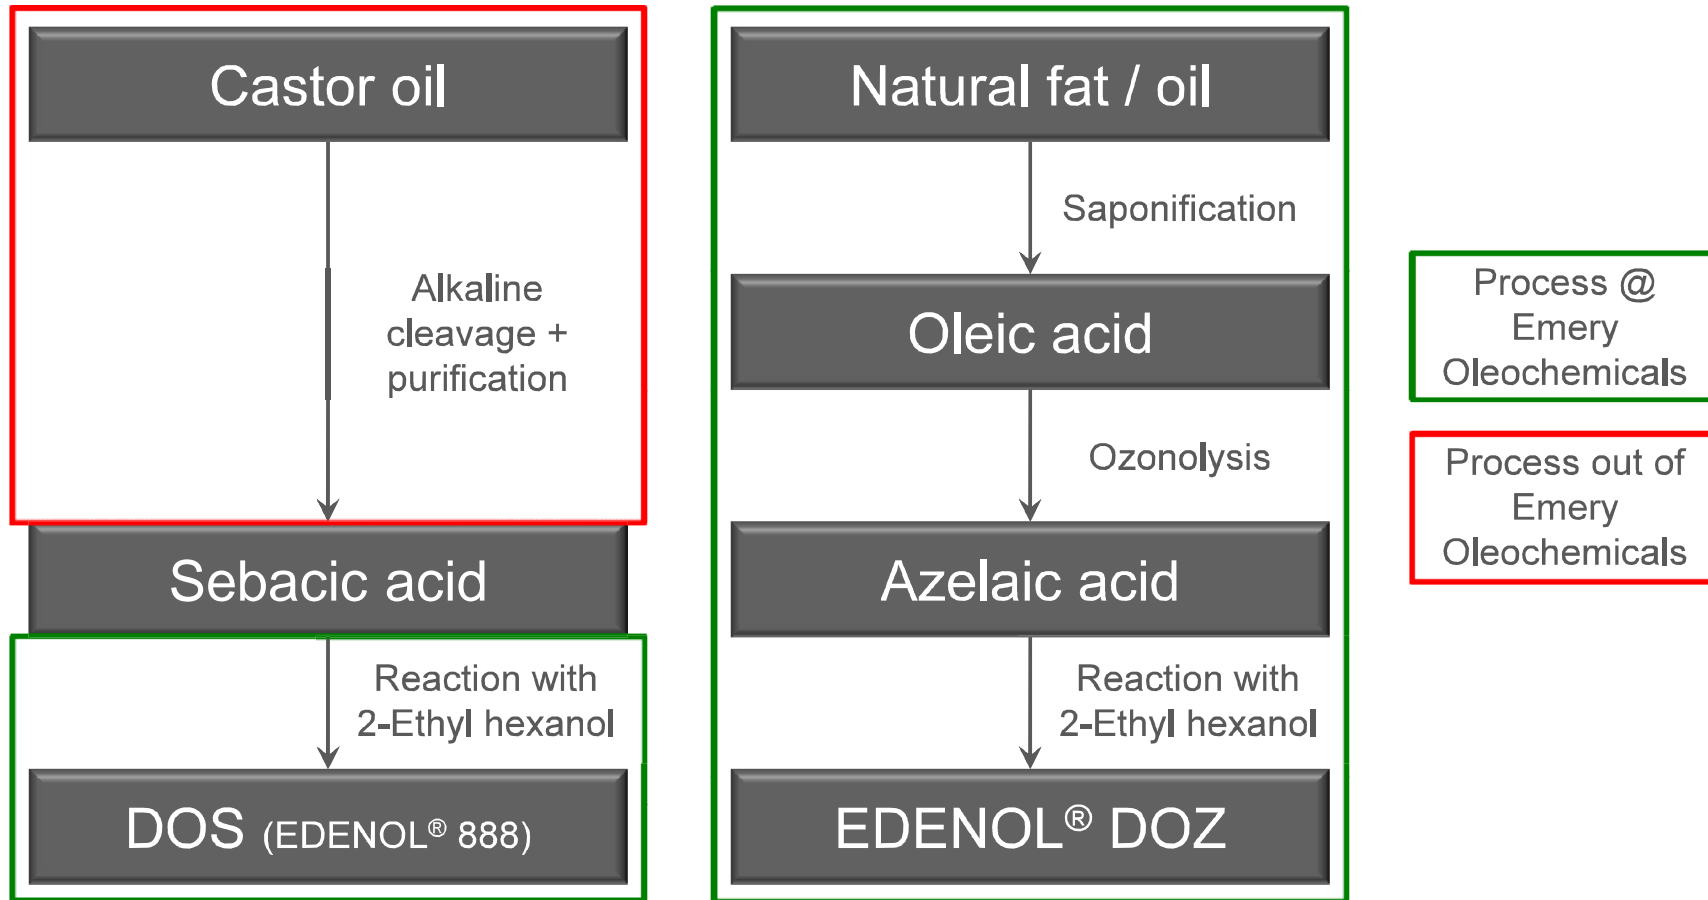 Castor oil
Alkaline
cleavage +
purification
Sebacic acid
Reaction with
2-Ethyl hexanol
DOS (EDENOL® 888)
Natural fat / oil
Saponification
Oleic acid
Ozonolysis
Azelaic acid
Reaction with
2-Ethyl hexanol
EDENOL® DOZ
Process @
Emery
Oleochemicals
Process out of
Emery
Oleochemicals